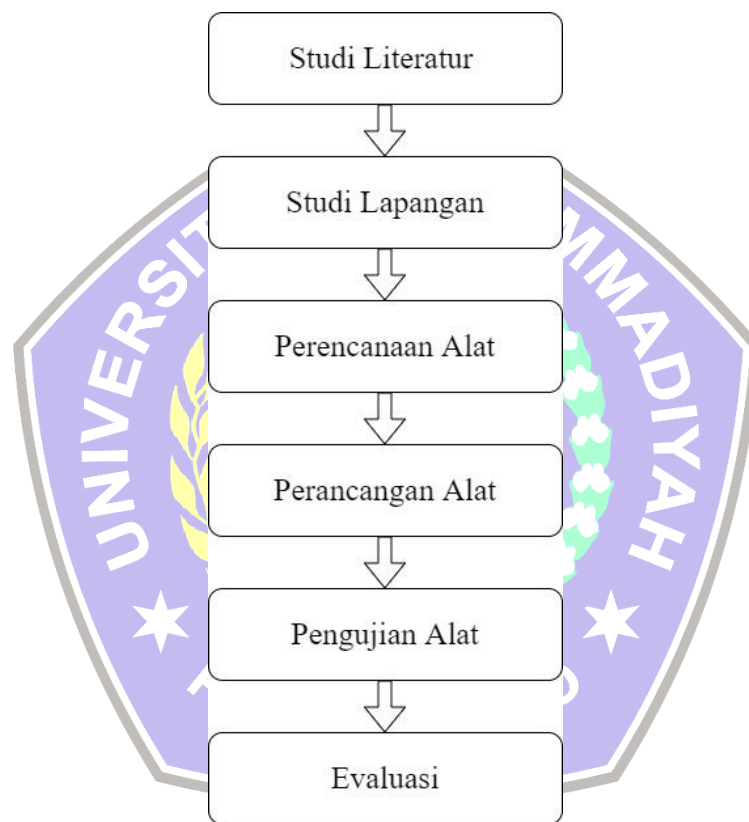 Studi Literatur
Studi Lapangan
Perencanaan Alat
Perancangan Alat
Pengujian Alat
Evaluasi